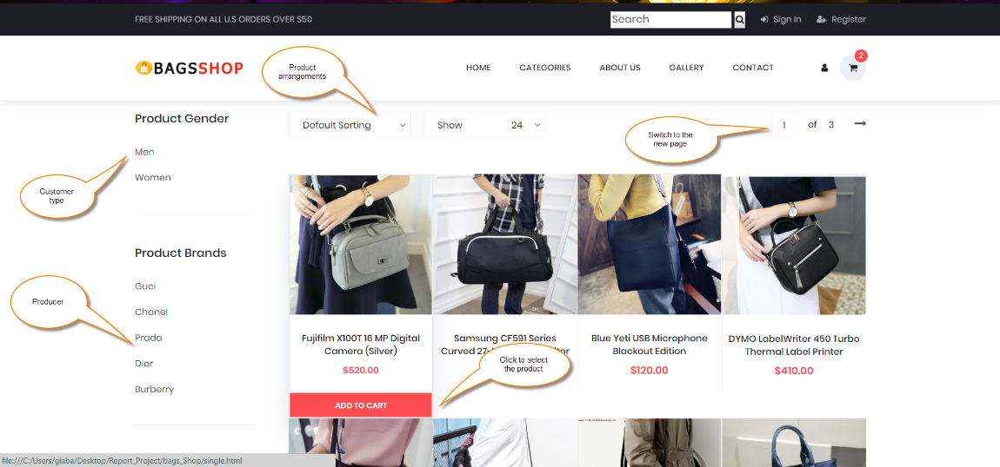 FREE SHIPPING ON ALL U.S ORDERS OVER $50
Search
Sign In
Register
BAGSSHOP
Product
arrangements
HOME
CATEGORIES
ABOUT US
GALLERY
CONTACT
2
Product Gender
Men
Women
Customer
type
Product Brands
Guci
Chanel
Prada
Dior
Burberry
Producer
Default Sorting
Show 24
Switch to the
new page
1 of 3
Fujifilm X100T 16 MP Digital
Camera (Silver)
$520.00
ADD TO CART
Samsung CF591 Series
Curved 27-
Click to select
the product
Blue Yeti USB Microphone
Blackout Edition
$120.00
DYMO LabelWriter 450 Turbo
Thermal Label Printer
$410.00
file:///C:/Users/giaba/Desktop/Report_Project/bags_Shop/single.html